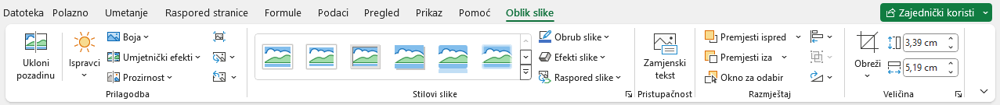 Datoteka Polazno Umetanje Raspored stranice Formule Podaci Pregled Prikaz Pomoć Oblik slike Zajednički koristi
Ukloni pozadinu
Ispravci
Boja
Umjetnički efekti
Prozirnost
Prilagodba
Obrub slike
Efekti slike
Raspored slike
Stilovi slike
Zamjenski tekst
Pristupačnost
Premjesti ispred
Premjesti iza
Okno za odabir
Razmještaj
Obreži
3,39 cm
5,19 cm
Veličina